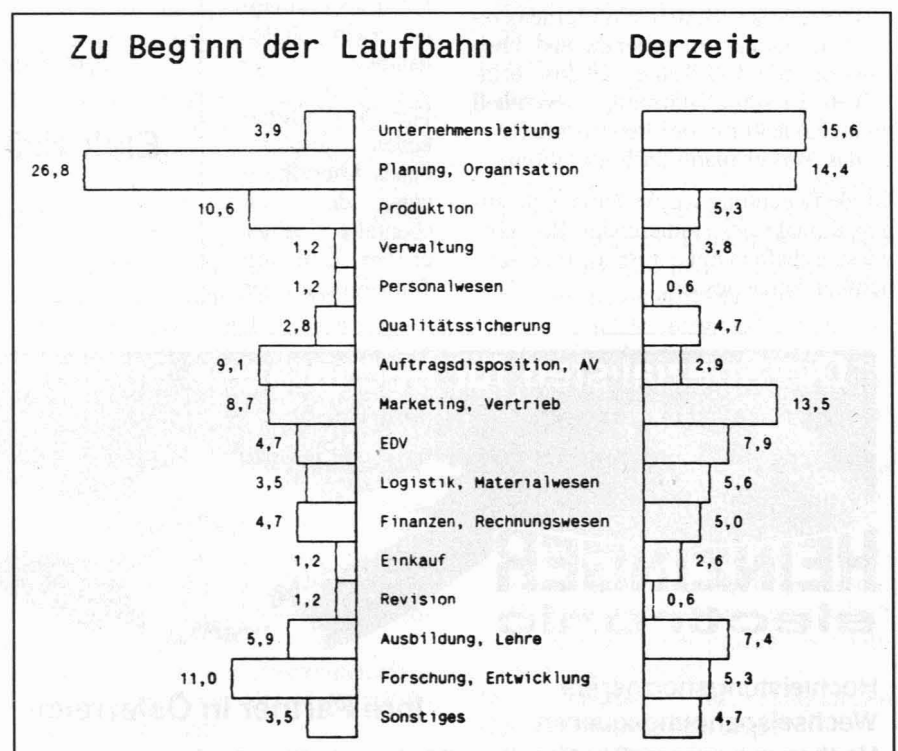 Zu Beginn der Laufbahn Derzeit
3,9 Unternehmensleitung 15,6
26,8 Planung, Organisation 14,4
10,6 Produktion 5,3
1,2 Verwaltung 3,8
1,2 Personalwesen 0,6
2,8 Qualitätssicherung 4,7
9,1 Auftragsdisposition, AV 2,9
8,7 Marketing, Vertrieb 13,5
4,7 EDV 7,9
3,5 Logistik, Materialwesen 5,6
4,7 Finanzen, Rechnungswesen 5,0
1,2 Einkauf 2,6
1,2 Revision 0,6
5,9 Ausbildung, Lehre 7,4
11,0 Forschung, Entwicklung 5,3
3,5 Sonstiges 4,7